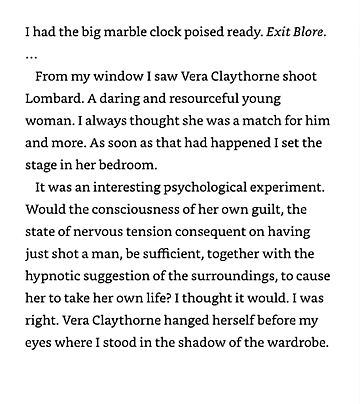 I had the big marble clock poised ready. Exit Blore.
...
From my window I saw Vera Claythorne shoot
Lombard. A daring and resourceful young
woman. I always thought she was a match for him
and more. As soon as that had happened I set the
stage in her bedroom.
It was an interesting psychological experiment.
Would the consciousness of her own guilt, the
state of nervous tension consequent on having
just shot a man, be sufficient, together with the
hypnotic suggestion of the surroundings, to cause
her to take her own life? I thought it would. I was
right. Vera Claythorne hanged herself before my
eyes where I stood in the shadow of the wardrobe.